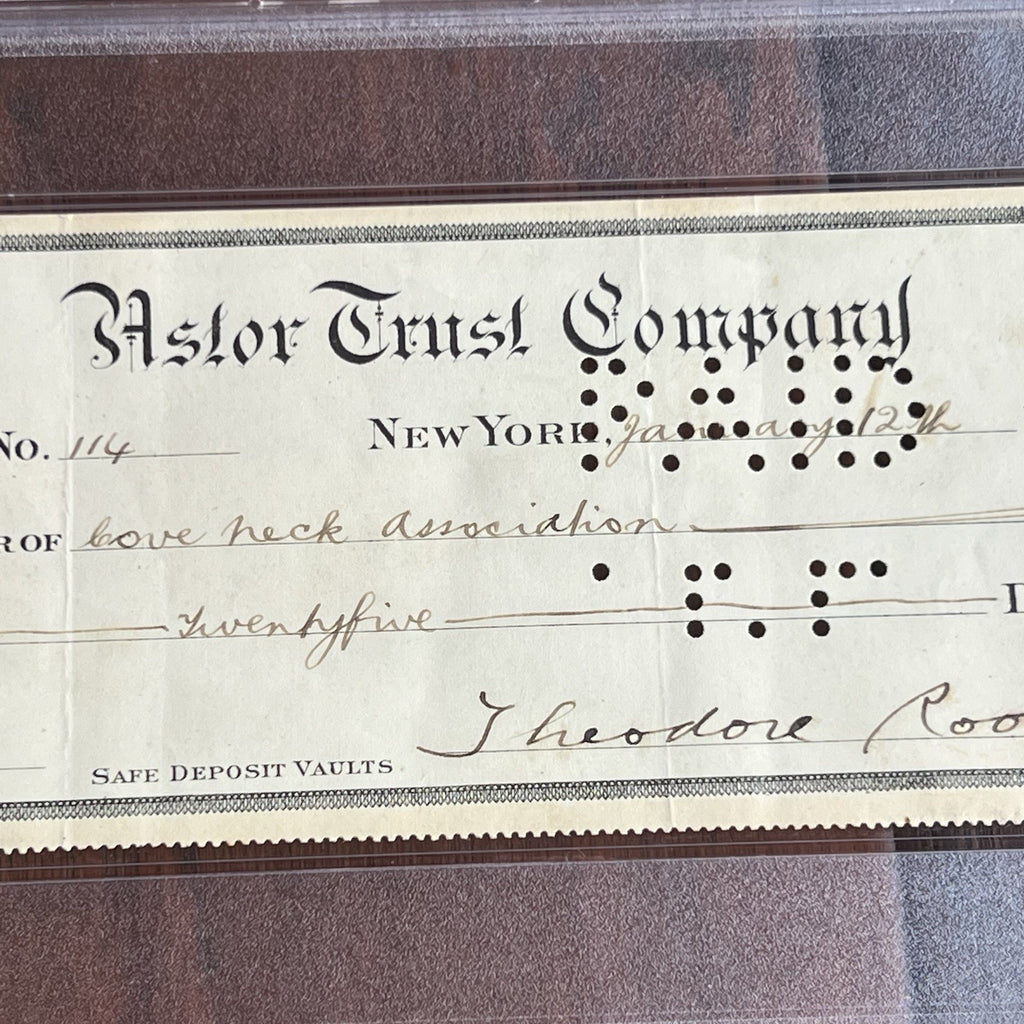 Astor Trust Company
No. 114 New York, January 12th
R OF Cove Neck Association.
Twentyfive D
Theodore Roo
Safe Deposit Vaults
PAID